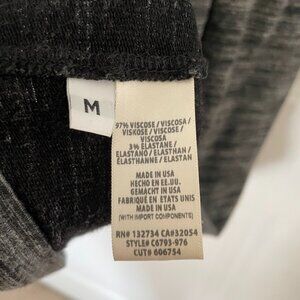 M
97% VISCOSE / VISCOSE /
VISKOSE / VISCOSA /
VISCOSA
3% ELASTANE /
ELASTANO / ELASTHAN /
ELASTHANNE / ELASTAN
MADE IN USA
HECHO EN EE.UU.
GEMACHT IN USA
FABRIQUÉ EN ETATS UNIS
MADE IN USA
(WITH IMPORT COMPONENTS)
RN# 132734 CA#32054
STYLE# C6793-976
CUT# 606754